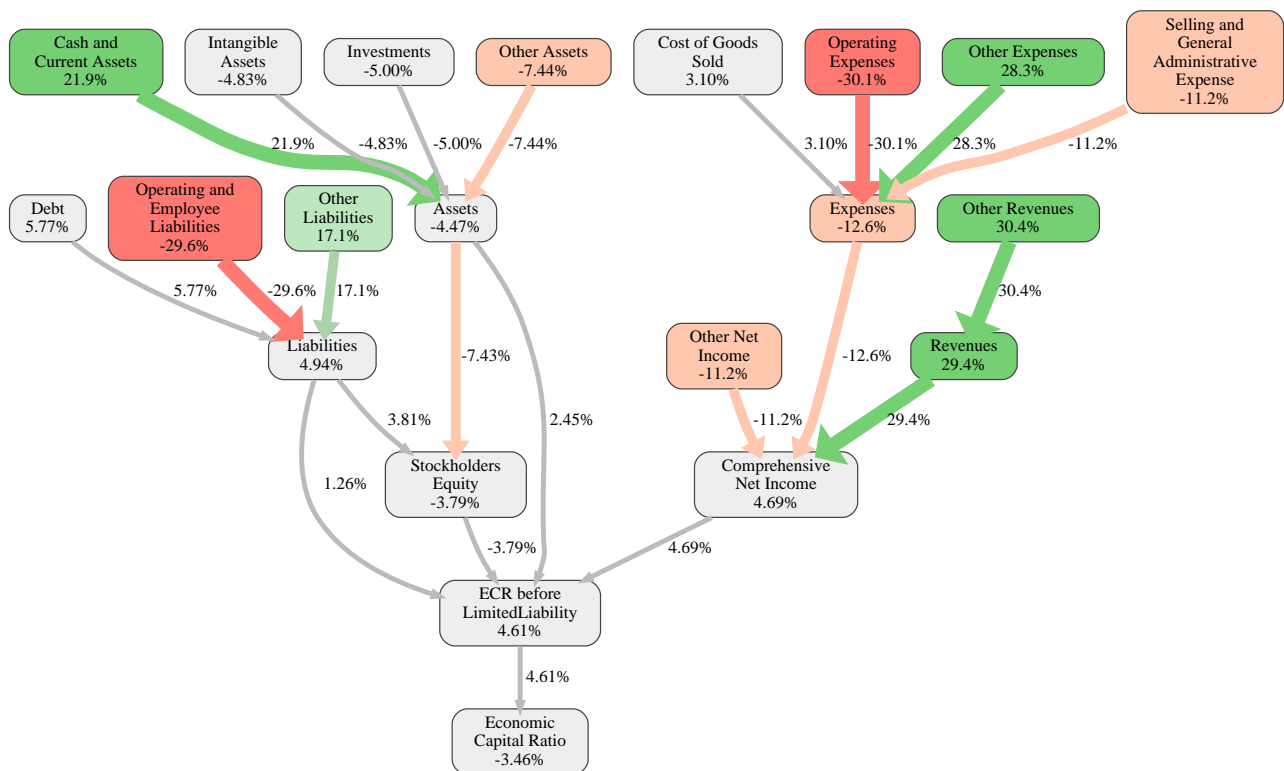 Cash and
Current Assets
21.9%
Intangible
Assets
-4.83%
Investments
-5.00%
Other Assets
-7.44%
Cost of Goods
Sold
3.10%
Operating
Expenses
-30.1%
Other Expenses
28.3%
Selling and
General
Administrative
Expense
-11.2%
21.9%
-4.83%
-5.00%
-7.44%
3.10%
-30.1%
28.3%
-11.2%
Debt
5.77%
Operating and
Employee
Liabilities
-29.6%
Other
Liabilities
17.1%
Assets
-4.47%
Expenses
-12.6%
Other Revenues
30.4%
5.77%
-29.6%
17.1%
30.4%
Liabilities
4.94%
-7.43%
Other Net
Income
-11.2%
-12.6%
Revenues
29.4%
3.81%
2.45%
-11.2%
29.4%
1.26%
Stockholders
Equity
-3.79%
Comprehensive
Net Income
4.69%
-3.79%
4.69%
ECR before
LimitedLiability
4.61%
4.61%
Economic
Capital Ratio
-3.46%